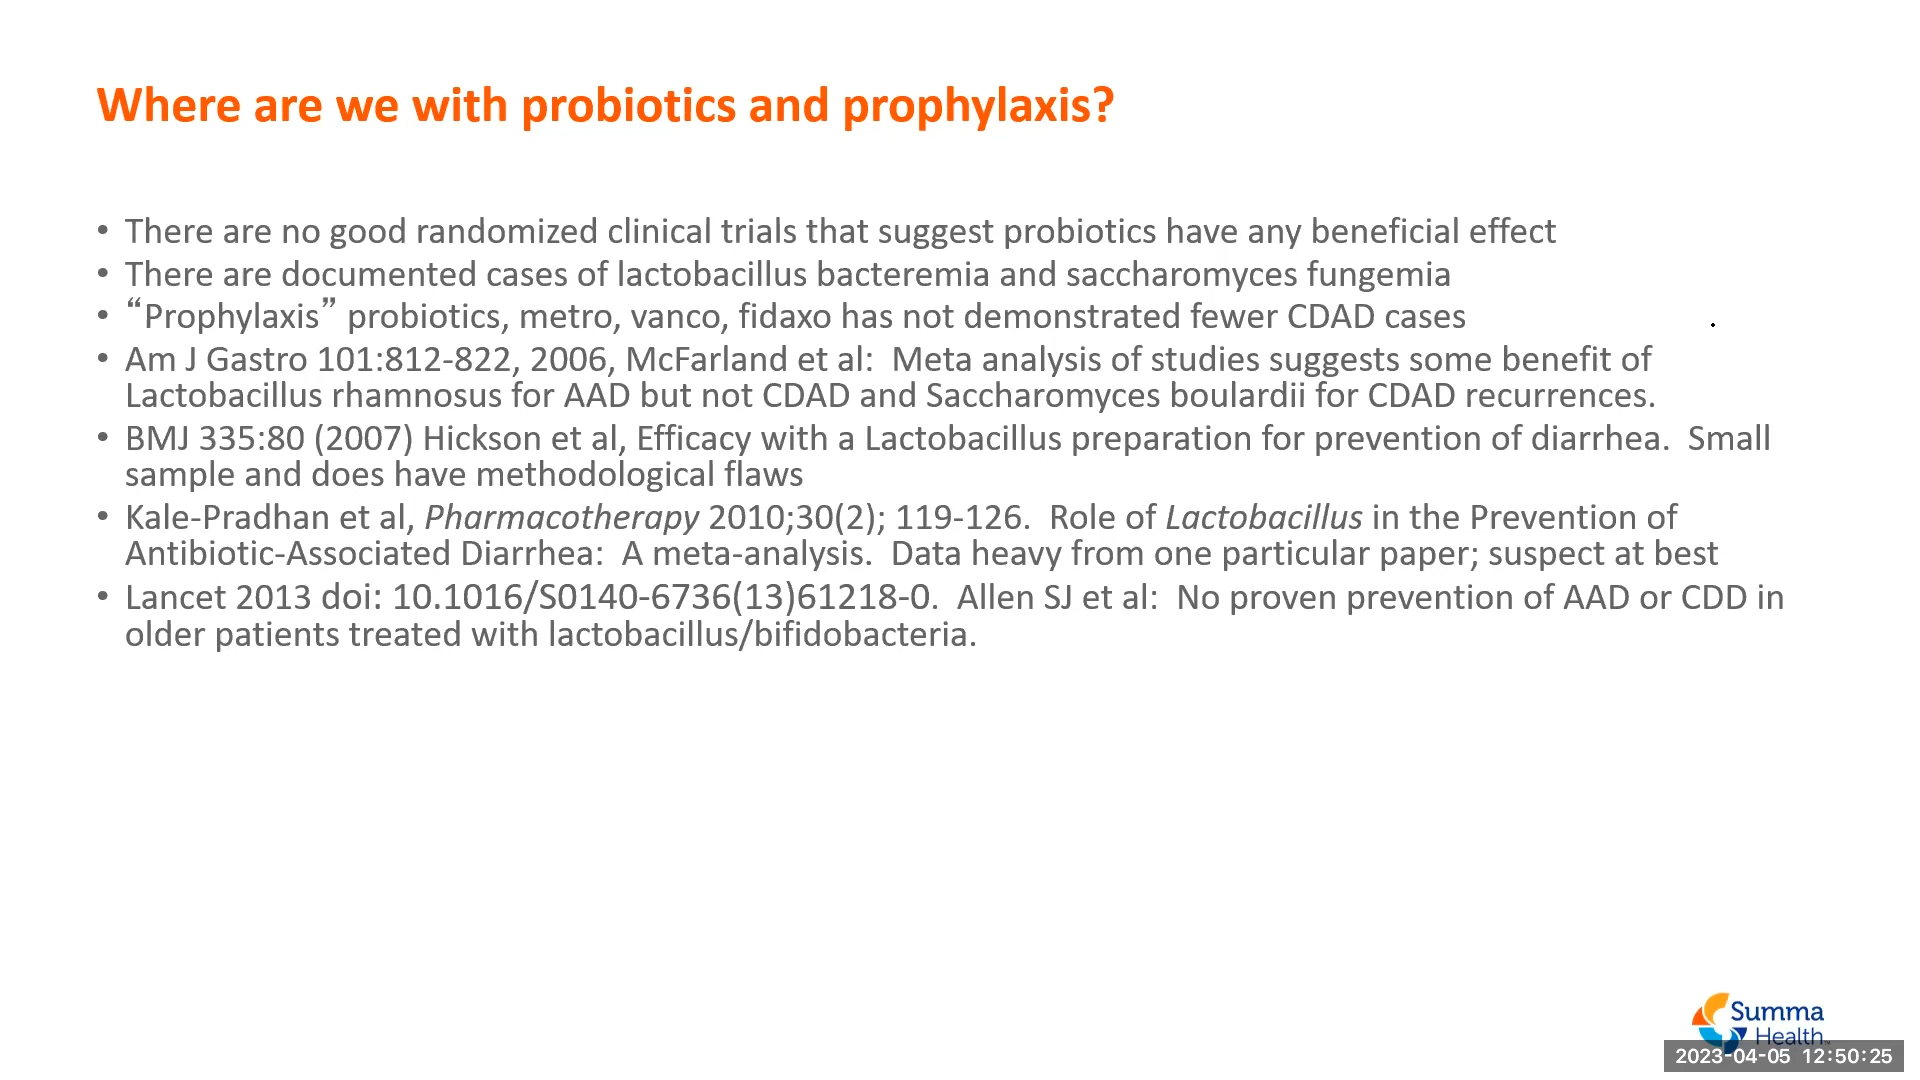 Where are we with probiotics and prophylaxis?
• There are no good randomized clinical trials that suggest probiotics have any beneficial effect
• There are documented cases of lactobacillus bacteremia and saccharomyces fungemia
• “Prophylaxis” probiotics, metro, vanco, fidaxo has not demonstrated fewer CDAD cases
• Am J Gastro 101:812-822, 2006, McFarland et al:  Meta analysis of studies suggests some benefit of
Lactobacillus rhamnosus for AAD but not CDAD and Saccharomyces boulardii for CDAD recurrences.
• BMJ 335:80 (2007) Hickson et al, Efficacy with a Lactobacillus preparation for prevention of diarrhea.  Small
sample and does have methodological flaws
• Kale-Pradhan et al, Pharmacotherapy 2010;30(2); 119-126.  Role of Lactobacillus in the Prevention of
Antibiotic-Associated Diarrhea:  A meta-analysis.  Data heavy from one particular paper; suspect at best
• Lancet 2013 doi: 10.1016/S0140-6736(13)61218-0.  Allen SJ et al:  No proven prevention of AAD or CDD in
older patients treated with lactobacillus/bifidobacteria.
Summa
Health
2023-04-05 12:50:25